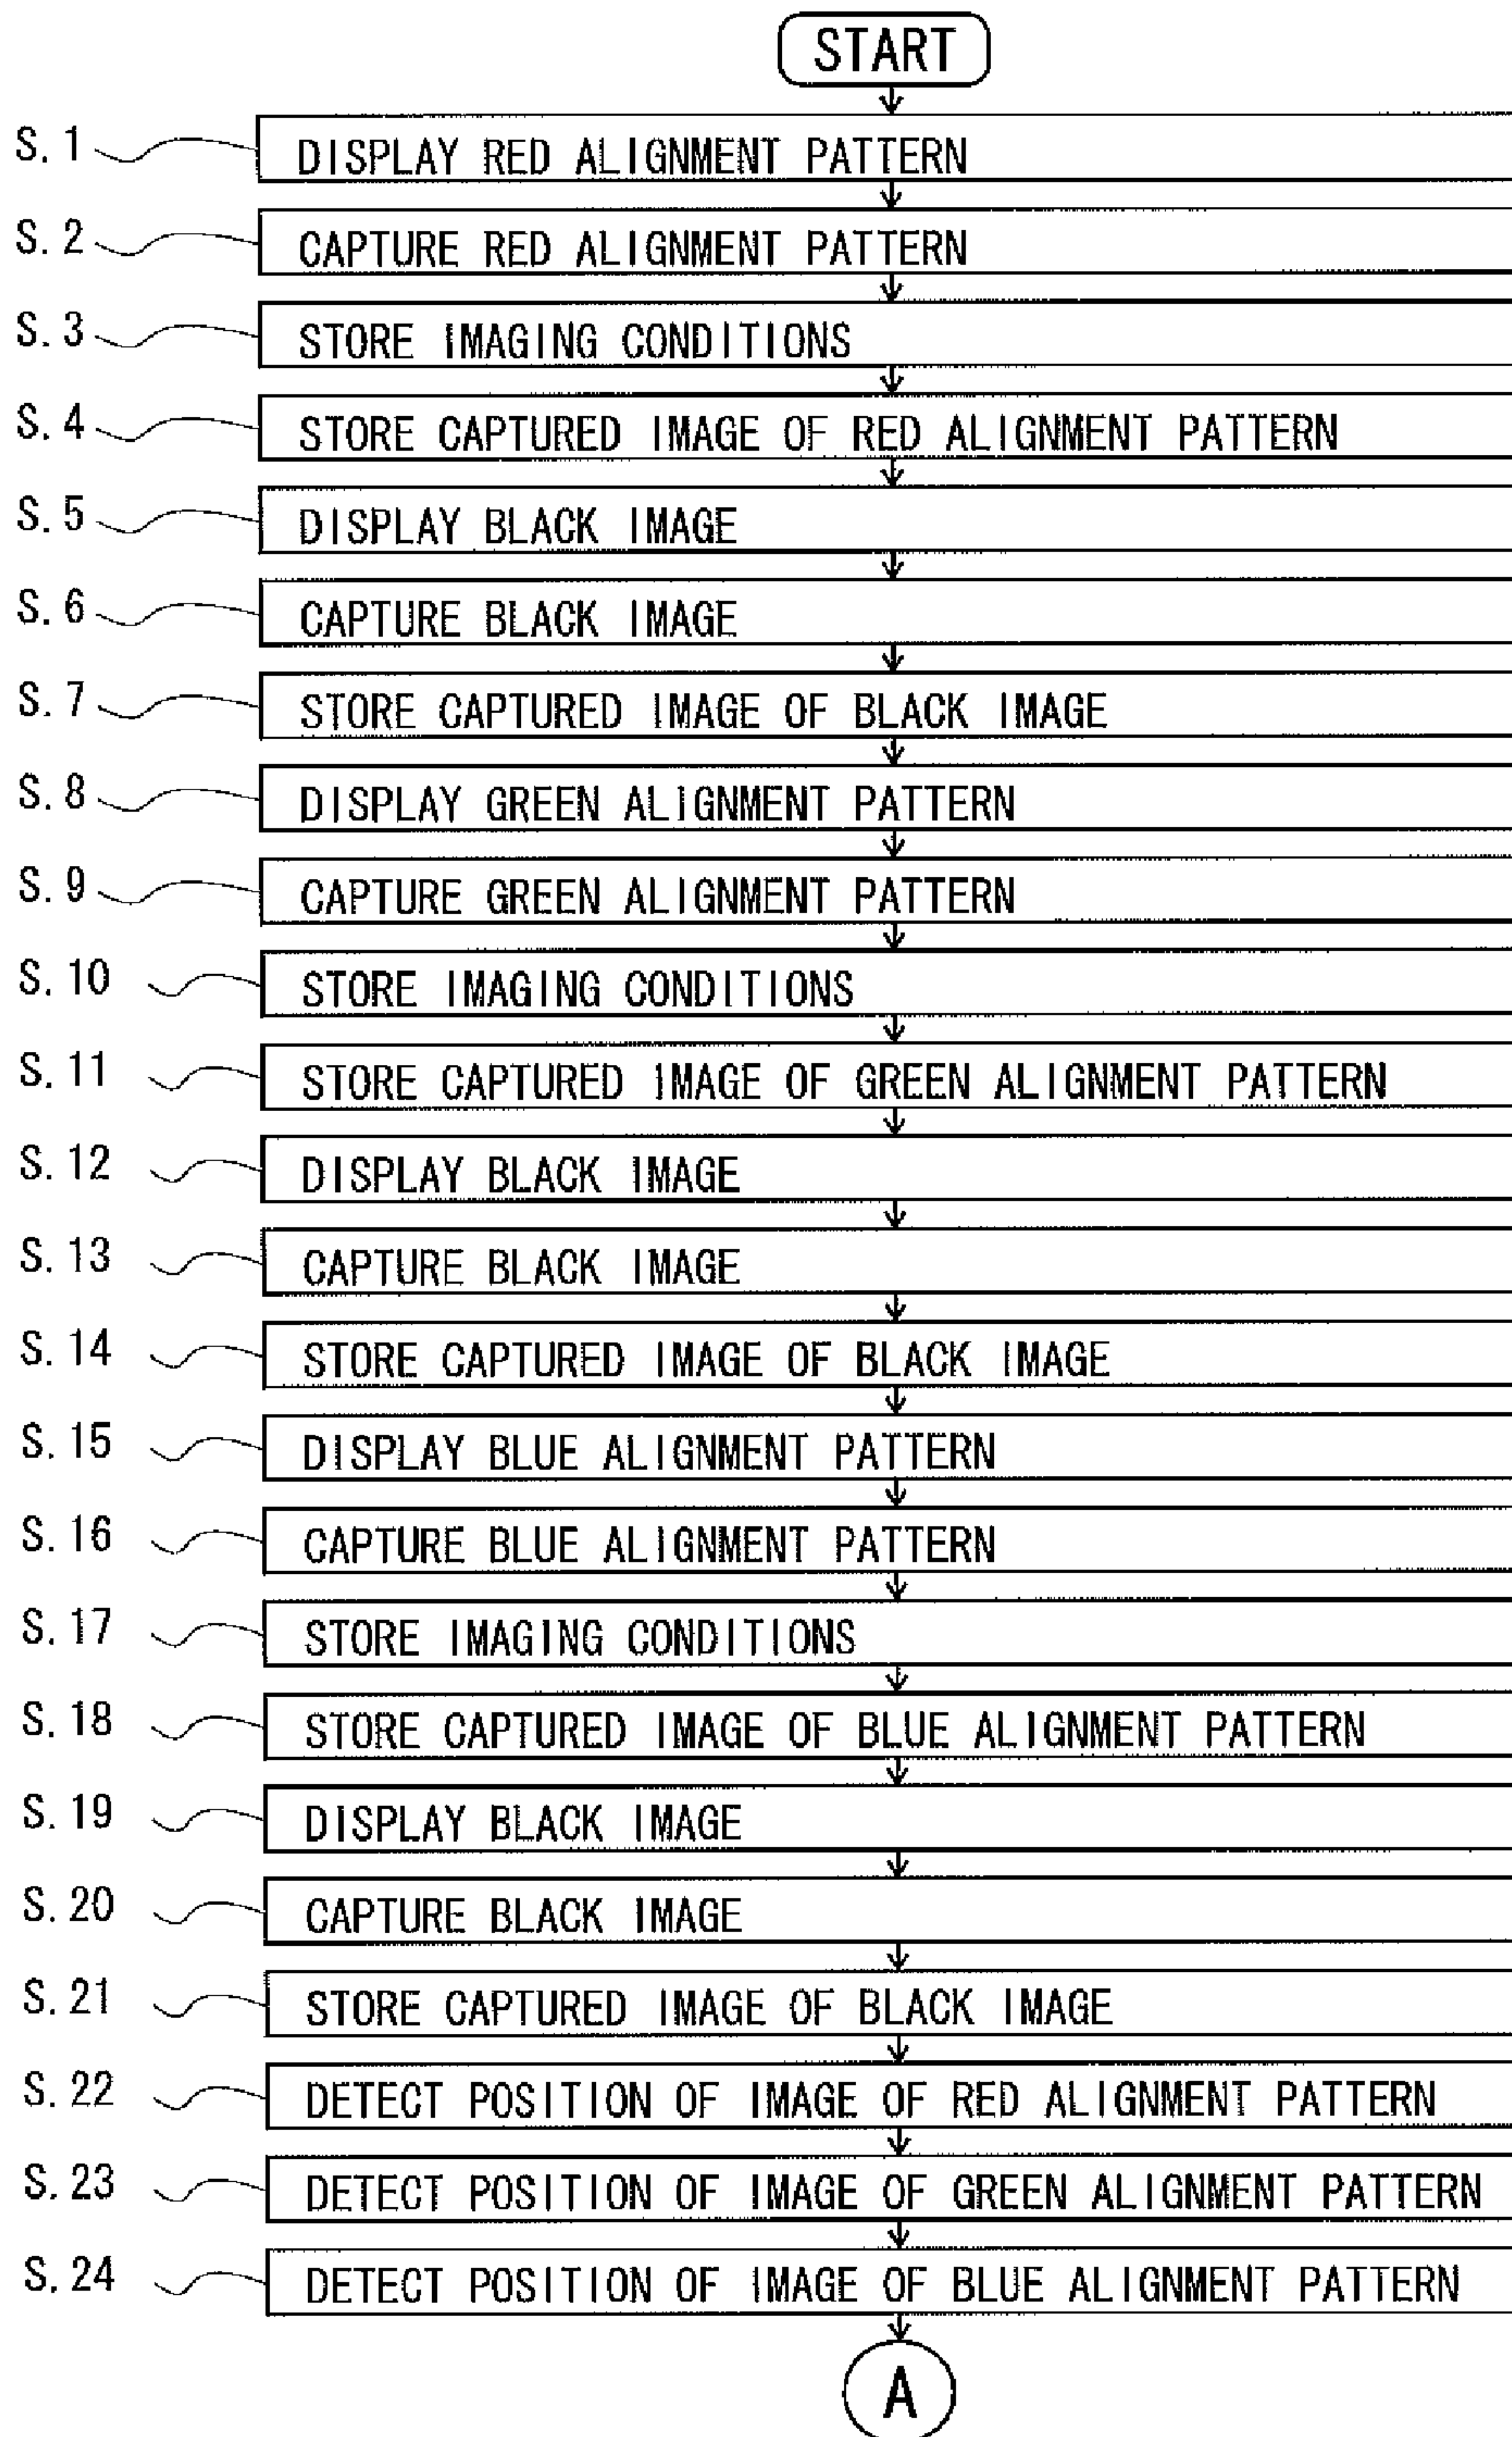 START
S.1 DISPLAY RED ALIGNMENT PATTERN
S.2 CAPTURE RED ALIGNMENT PATTERN
S.3 STORE IMAGING CONDITIONS
S.4 STORE CAPTURED IMAGE OF RED ALIGNMENT PATTERN
S.5 DISPLAY BLACK IMAGE
S.6 CAPTURE BLACK IMAGE
S.7 STORE CAPTURED IMAGE OF BLACK IMAGE
S.8 DISPLAY GREEN ALIGNMENT PATTERN
S.9 CAPTURE GREEN ALIGNMENT PATTERN
S.10 STORE IMAGING CONDITIONS
S.11 STORE CAPTURED IMAGE OF GREEN ALIGNMENT PATTERN
S.12 DISPLAY BLACK IMAGE
S.13 CAPTURE BLACK IMAGE
S.14 STORE CAPTURED IMAGE OF BLACK IMAGE
S.15 DISPLAY BLUE ALIGNMENT PATTERN
S.16 CAPTURE BLUE ALIGNMENT PATTERN
S.17 STORE IMAGING CONDITIONS
S.18 STORE CAPTURED IMAGE OF BLUE ALIGNMENT PATTERN
S.19 DISPLAY BLACK IMAGE
S.20 CAPTURE BLACK IMAGE
S.21 STORE CAPTURED IMAGE OF BLACK IMAGE
S.22 DETECT POSITION OF IMAGE OF RED ALIGNMENT PATTERN
S.23 DETECT POSITION OF IMAGE OF GREEN ALIGNMENT PATTERN
S.24 DETECT POSITION OF IMAGE OF BLUE ALIGNMENT PATTERN
A